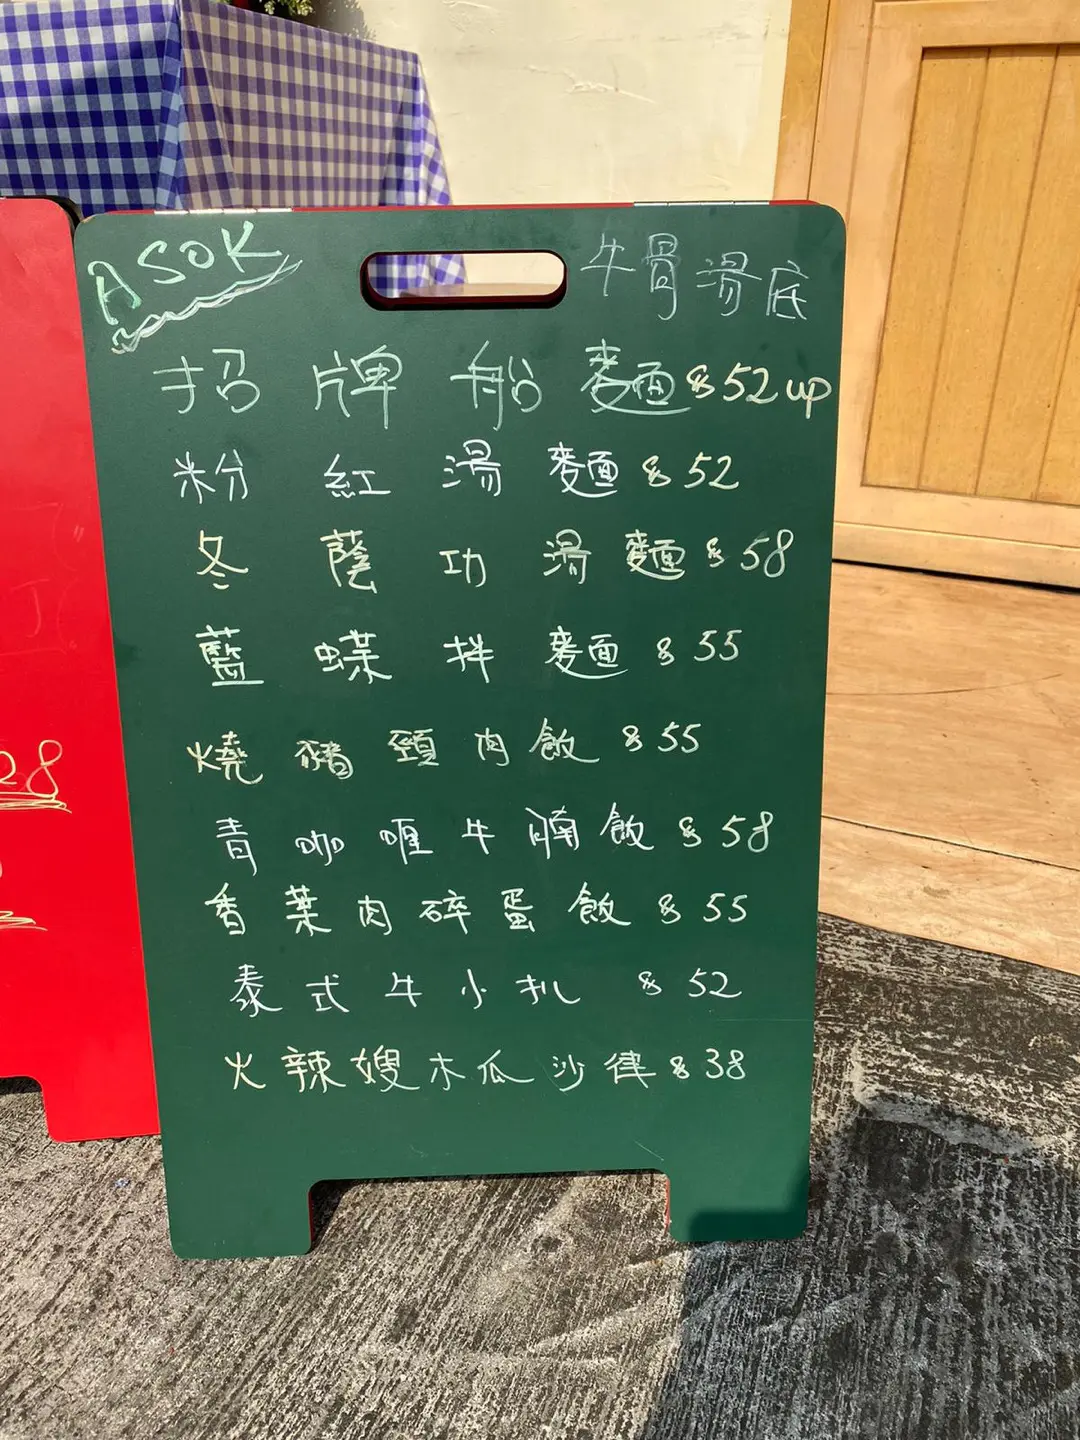 ASOK
牛骨湯底
招牌船麵 $52 up
粉紅湯麵 $52
冬蔭功湯麵 $58
藍蝶拌麵 $55
燒豬頸肉飯 $55
青咖喱牛腩飯 $58
香葉肉碎蛋飯 $55
泰式牛小扒 $52
火辣嫂木瓜沙律 $38
28